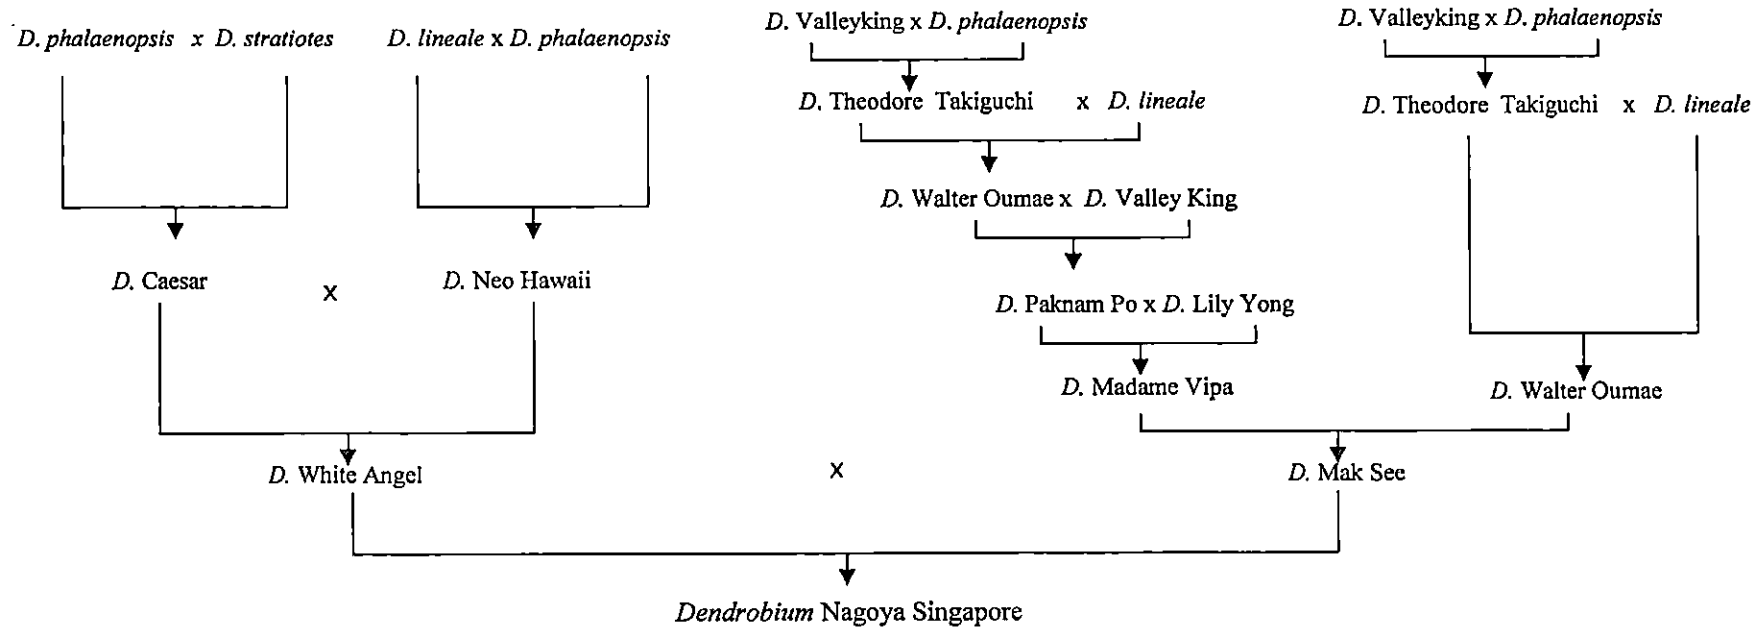 D. phalaenopsis x D. stratiotes
D. lineale x D. phalaenopsis
D. Valleyking x D. phalaenopsis
D. Valleyking x D. phalaenopsis
D. Theodore Takiguchi x D. lineale
D. Theodore Takiguchi x D. lineale
D. Walter Oumae x D. Valley King
D. Caesar x D. Neo Hawaii
D. Paknam Po x D. Lily Yong
D. Madame Vipa
D. Walter Oumae
D. White Angel x D. Mak See
Dendrobium Nagoya Singapore